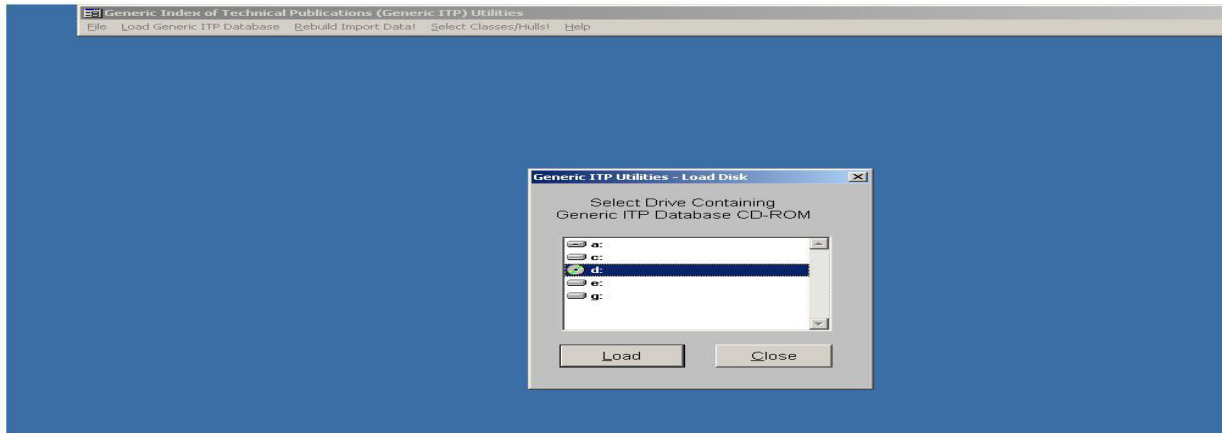 Generic Index of Technical Publications (Generic ITP) Utilities
File Load Generic ITP Database Rebuild Import Data! Select Classes/Hulls! Help
Generic ITP Utilities - Load Disk
Select Drive Containing
Generic ITP Database CD-ROM
a:
c:
d:
e:
g:
Load Close